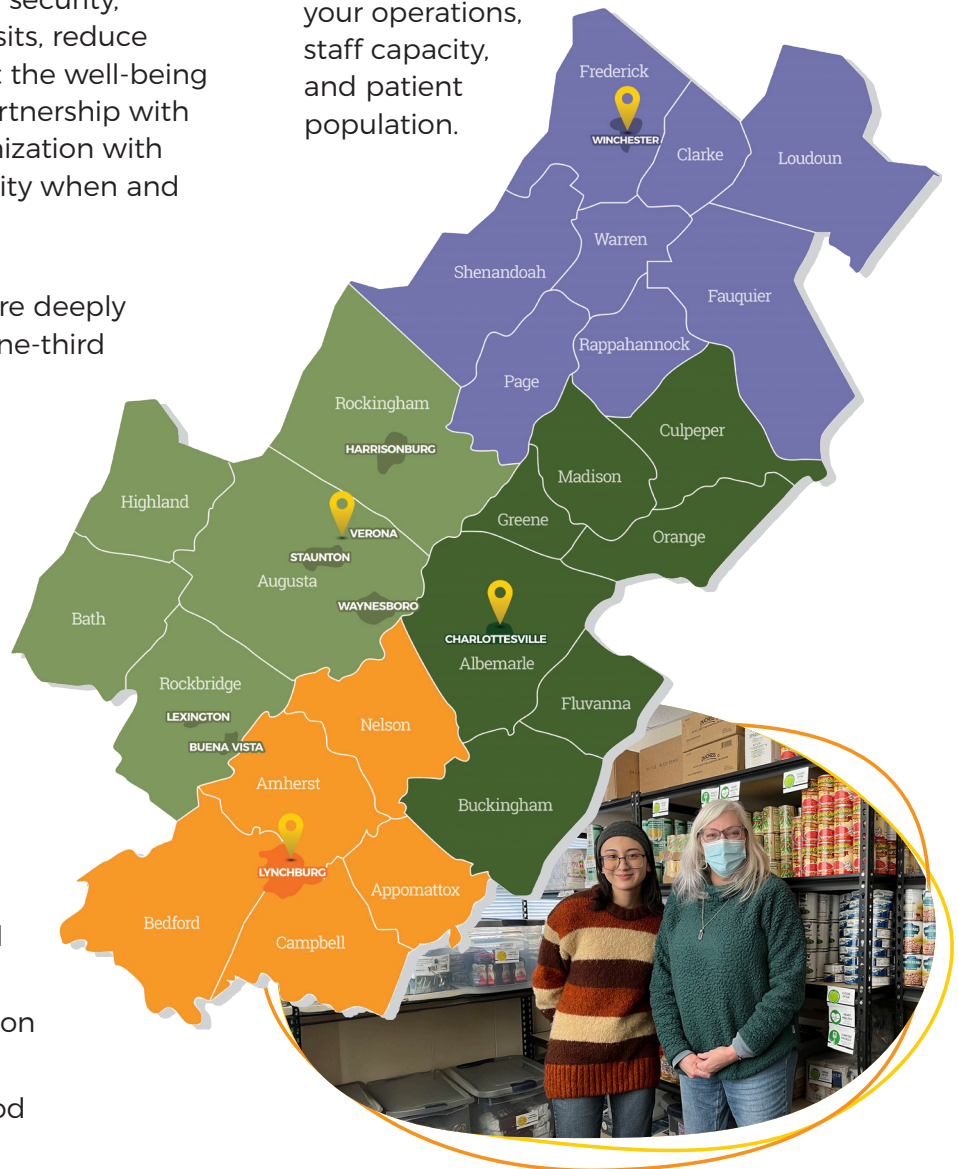 security,
sits, reduce
the well-being
artnership with
nization with
ity when and
re deeply
ne-third
on
od
your operations,
staff capacity,
and patient
population.
Frederick
WINCHESTER
Clarke
Loudoun
Warren
Shenandoah
Fauquier
Rappahannock
Page
Rockingham
HARRISONBURG
Culpeper
Madison
Highland
Greene
VERONA
Orange
STAUNTON
Augusta
WAYNESBORO
Bath
CHARLOTTESVILLE
Albemarle
Rockbridge
Fluvanna
LEXINGTON
Nelson
BUENA VISTA
Amherst
Buckingham
LYNCHBURG
Appomattox
Bedford
Campbell